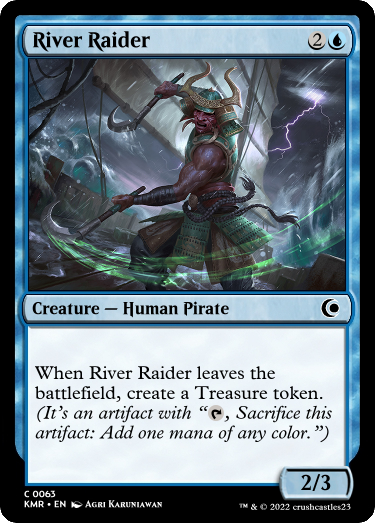 River Raider 2
Creature — Human Pirate
When River Raider leaves the
battlefield, create a Treasure token.
(It's an artifact with “, Sacrifice this
artifact: Add one mana of any color.”)
2/3
C 0063
KMR • EN Agri Karuniawan
™ & © 2022 crushcastles23